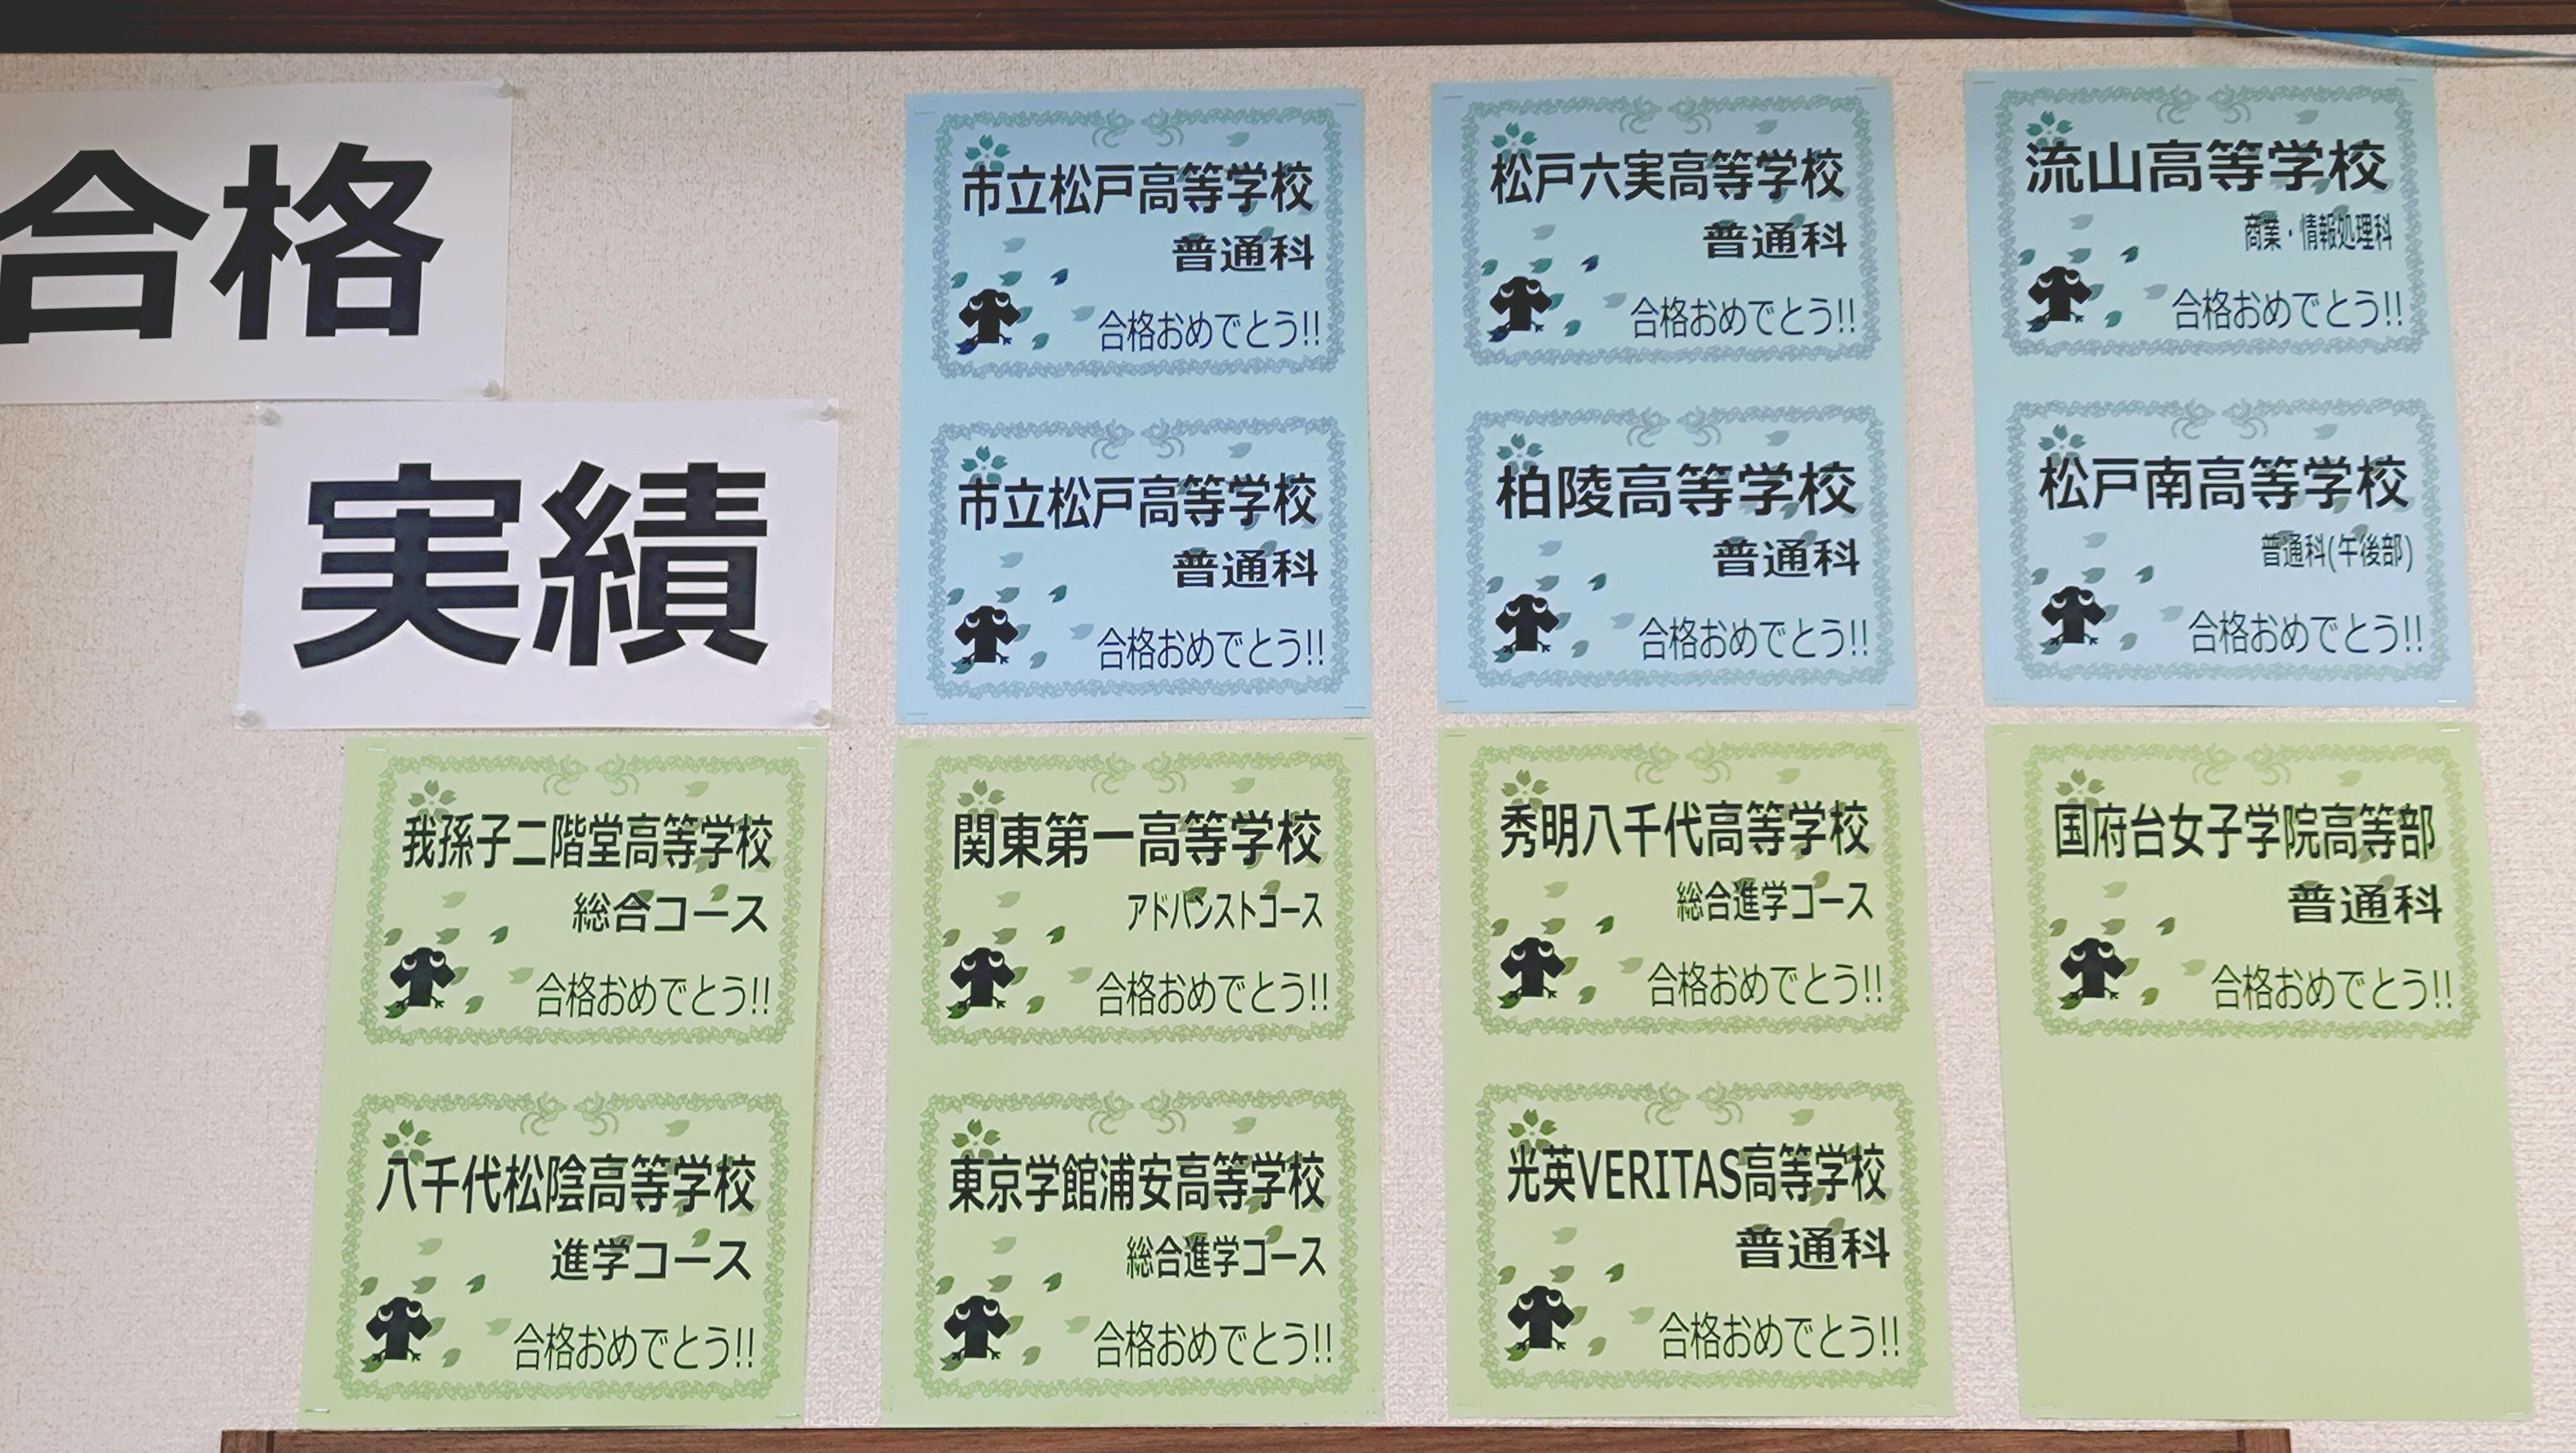 合格
実績
市立松戸高等学校
普通科
合格おめでとう!!
市立松戸高等学校
普通科
合格おめでとう!!
松戸六実高等学校
普通科
合格おめでとう!!
柏陵高等学校
普通科
合格おめでとう!!
流山高等学校
商業・情報処理科
合格おめでとう!!
松戸南高等学校
普通科(午後部)
合格おめでとう!!
我孫子二階堂高等学校
総合コース
合格おめでとう!!
八千代松陰高等学校
進学コース
合格おめでとう!!
関東第一高等学校
アドバンストコース
合格おめでとう!!
東京学館浦安高等学校
総合進学コース
合格おめでとう!!
秀明八千代高等学校
総合進学コース
合格おめでとう!!
光英VERITAS高等学校
普通科
合格おめでとう!!
国府台女子学院高等部
普通科
合格おめでとう!!